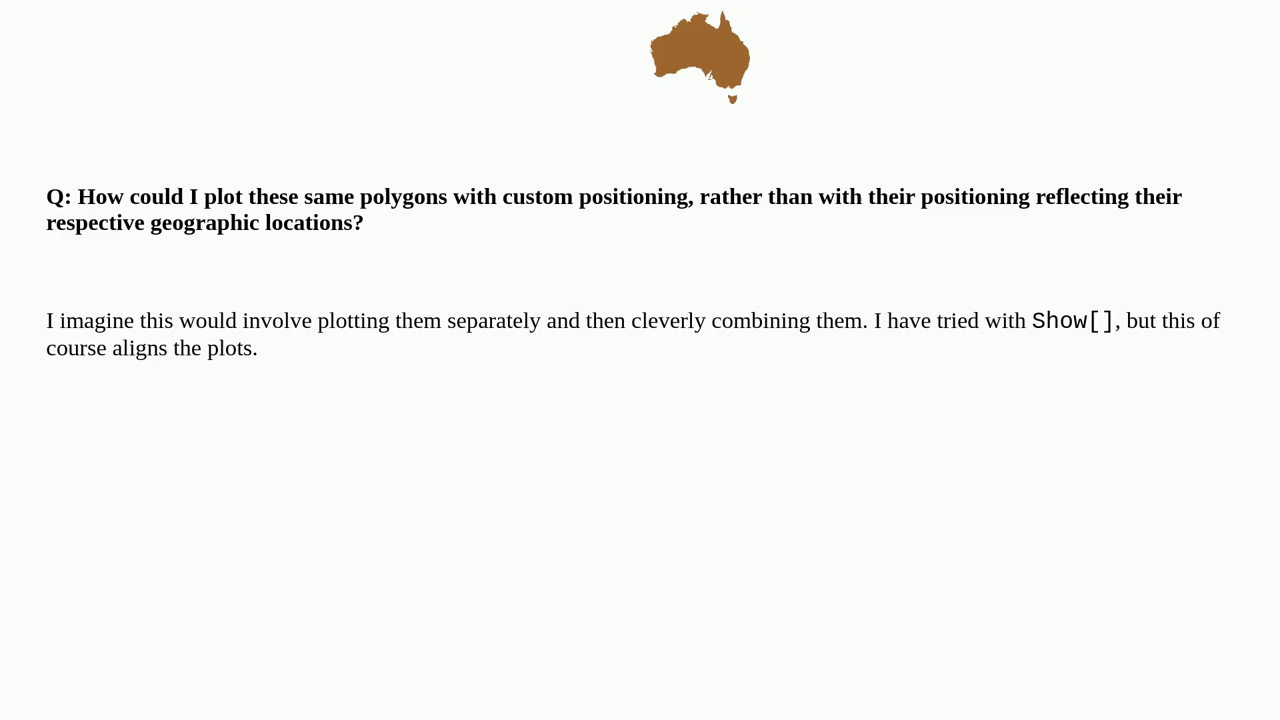 Q: How could I plot these same polygons with custom positioning, rather than with their positioning reflecting their
respective geographic locations?
I imagine this would involve plotting them separately and then cleverly combining them. I have tried with Show[], but this of
course aligns the plots.